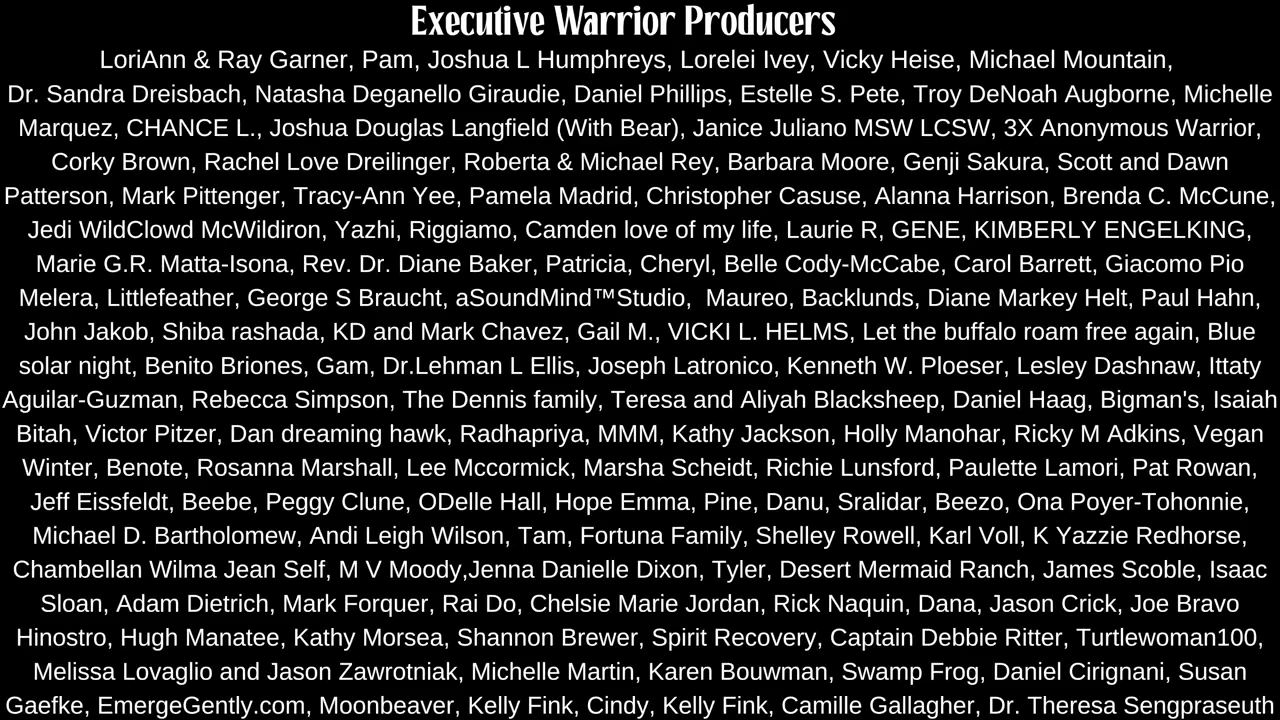 Executive Warrior Producers
LoriAnn & Ray Garner, Pam, Joshua L Humphreys, Lorelei Ivey, Vicky Heise, Michael Mountain,
Dr. Sandra Dreisbach, Natasha Deganello Giraudie, Daniel Phillips, Estelle S. Pete, Troy DeNoah Augborne, Michelle
Marquez, CHANCE L., Joshua Douglas Langfield (With Bear), Janice Juliano MSW LCSW, 3X Anonymous Warrior,
Corky Brown, Rachel Love Dreilinger, Roberta & Michael Rey, Barbara Moore, Genji Sakura, Scott and Dawn
Patterson, Mark Pittenger, Tracy-Ann Yee, Pamela Madrid, Christopher Casuse, Alanna Harrison, Brenda C. McCune,
Jedi WildClowd McWildiron, Yazhi, Riggiamo, Camden love of my life, Laurie R, GENE, KIMBERLY ENGELKING,
Marie G.R. Matta-Isona, Rev. Dr. Diane Baker, Patricia, Cheryl, Belle Cody-McCabe, Carol Barrett, Giacomo Pio
Melera, Littlefeather, George S Braucht, aSoundMind™Studio,  Maureo, Backlunds, Diane Markey Helt, Paul Hahn,
John Jakob, Shiba rashada, KD and Mark Chavez, Gail M., VICKI L. HELMS, Let the buffalo roam free again, Blue
solar night, Benito Briones, Gam, Dr.Lehman L Ellis, Joseph Latronico, Kenneth W. Ploeser, Lesley Dashnaw, Ittaty
Aguilar-Guzman, Rebecca Simpson, The Dennis family, Teresa and Aliyah Blacksheep, Daniel Haag, Bigman's, Isaiah
Bitah, Victor Pitzer, Dan dreaming hawk, Radhapriya, MMM, Kathy Jackson, Holly Manohar, Ricky M Adkins, Vegan
Winter, Benote, Rosanna Marshall, Lee Mccormick, Marsha Scheidt, Richie Lunsford, Paulette Lamori, Pat Rowan,
Jeff Eissfeldt, Beebe, Peggy Clune, ODelle Hall, Hope Emma, Pine, Danu, Sralidar, Beezo, Ona Poyer-Tohonnie,
Michael D. Bartholomew, Andi Leigh Wilson, Tam, Fortuna Family, Shelley Rowell, Karl Voll, K Yazzie Redhorse,
Chambellan Wilma Jean Self, M V Moody,Jenna Danielle Dixon, Tyler, Desert Mermaid Ranch, James Scoble, Isaac
Sloan, Adam Dietrich, Mark Forquer, Rai Do, Chelsie Marie Jordan, Rick Naquin, Dana, Jason Crick, Joe Bravo
Hinostro, Hugh Manatee, Kathy Morsea, Shannon Brewer, Spirit Recovery, Captain Debbie Ritter, Turtlewoman100,
Melissa Lovaglio and Jason Zawrotniak, Michelle Martin, Karen Bouwman, Swamp Frog, Daniel Cirignani, Susan
Gaefke, EmergeGently.com, Moonbeaver, Kelly Fink, Cindy, Kelly Fink, Camille Gallagher, Dr. Theresa Sengpraseuth